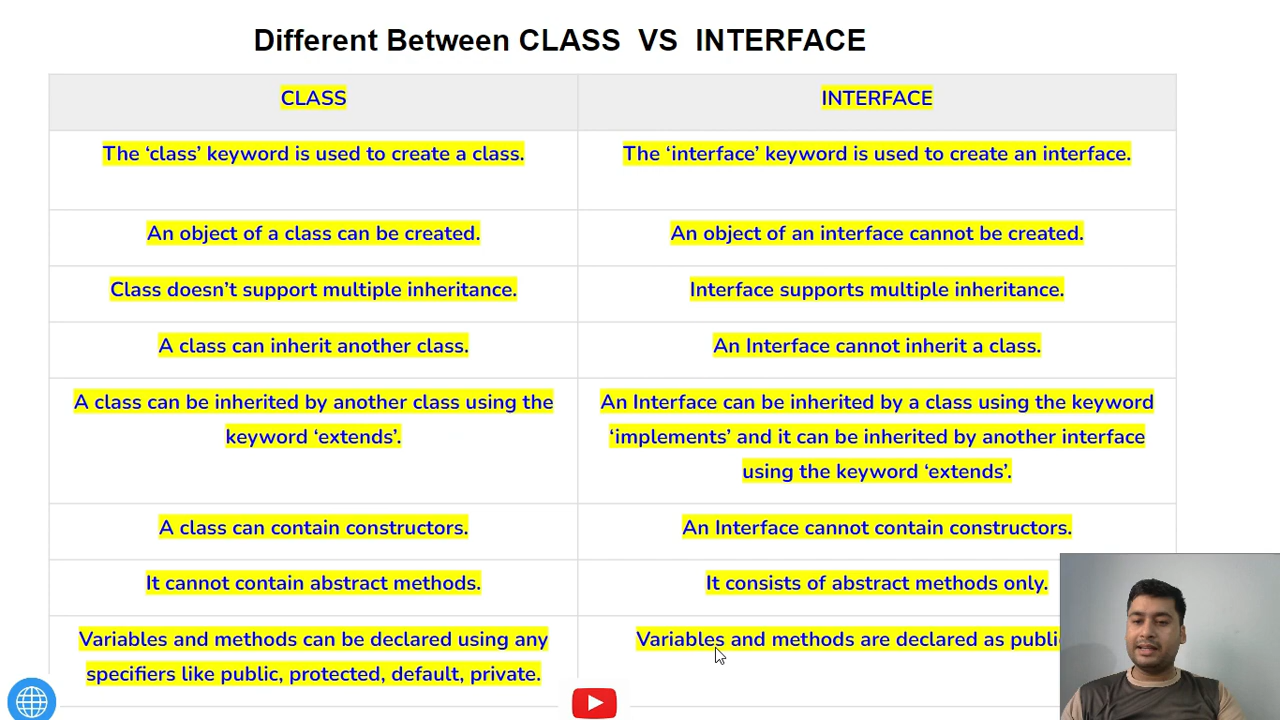 Different Between CLASS VS INTERFACE
CLASS
INTERFACE
The ‘class’ keyword is used to create a class.
The ‘interface’ keyword is used to create an interface.
An object of a class can be created.
An object of an interface cannot be created.
Class doesn’t support multiple inheritance.
Interface supports multiple inheritance.
A class can inherit another class.
An Interface cannot inherit a class.
A class can be inherited by another class using the
keyword ‘extends’.
An Interface can be inherited by a class using the keyword
‘implements’ and it can be inherited by another interface
using the keyword ‘extends’.
A class can contain constructors.
An Interface cannot contain constructors.
It cannot contain abstract methods.
It consists of abstract methods only.
Variables and methods can be declared using any
specifiers like public, protected, default, private.
Variables and methods are declared as